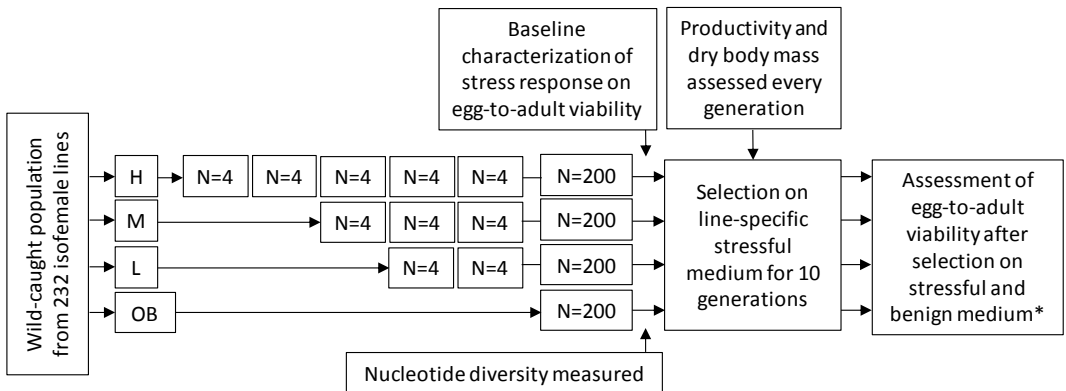 Baseline
characterization of
stress response on
egg-to-adult viability
Productivity and
dry body mass
assessed every
generation
Wild-caught population
from 232 isofemale lines
H
N=4
N=4
N=4
N=4
N=4
N=200
M
N=4
N=4
N=4
N=200
L
N=4
N=4
N=200
OB
N=200
Selection on
line-specific
stressful
medium for 10
generations
Assessment of
egg-to-adult
viability after
selection on
stressful and
benign medium*
Nucleotide diversity measured